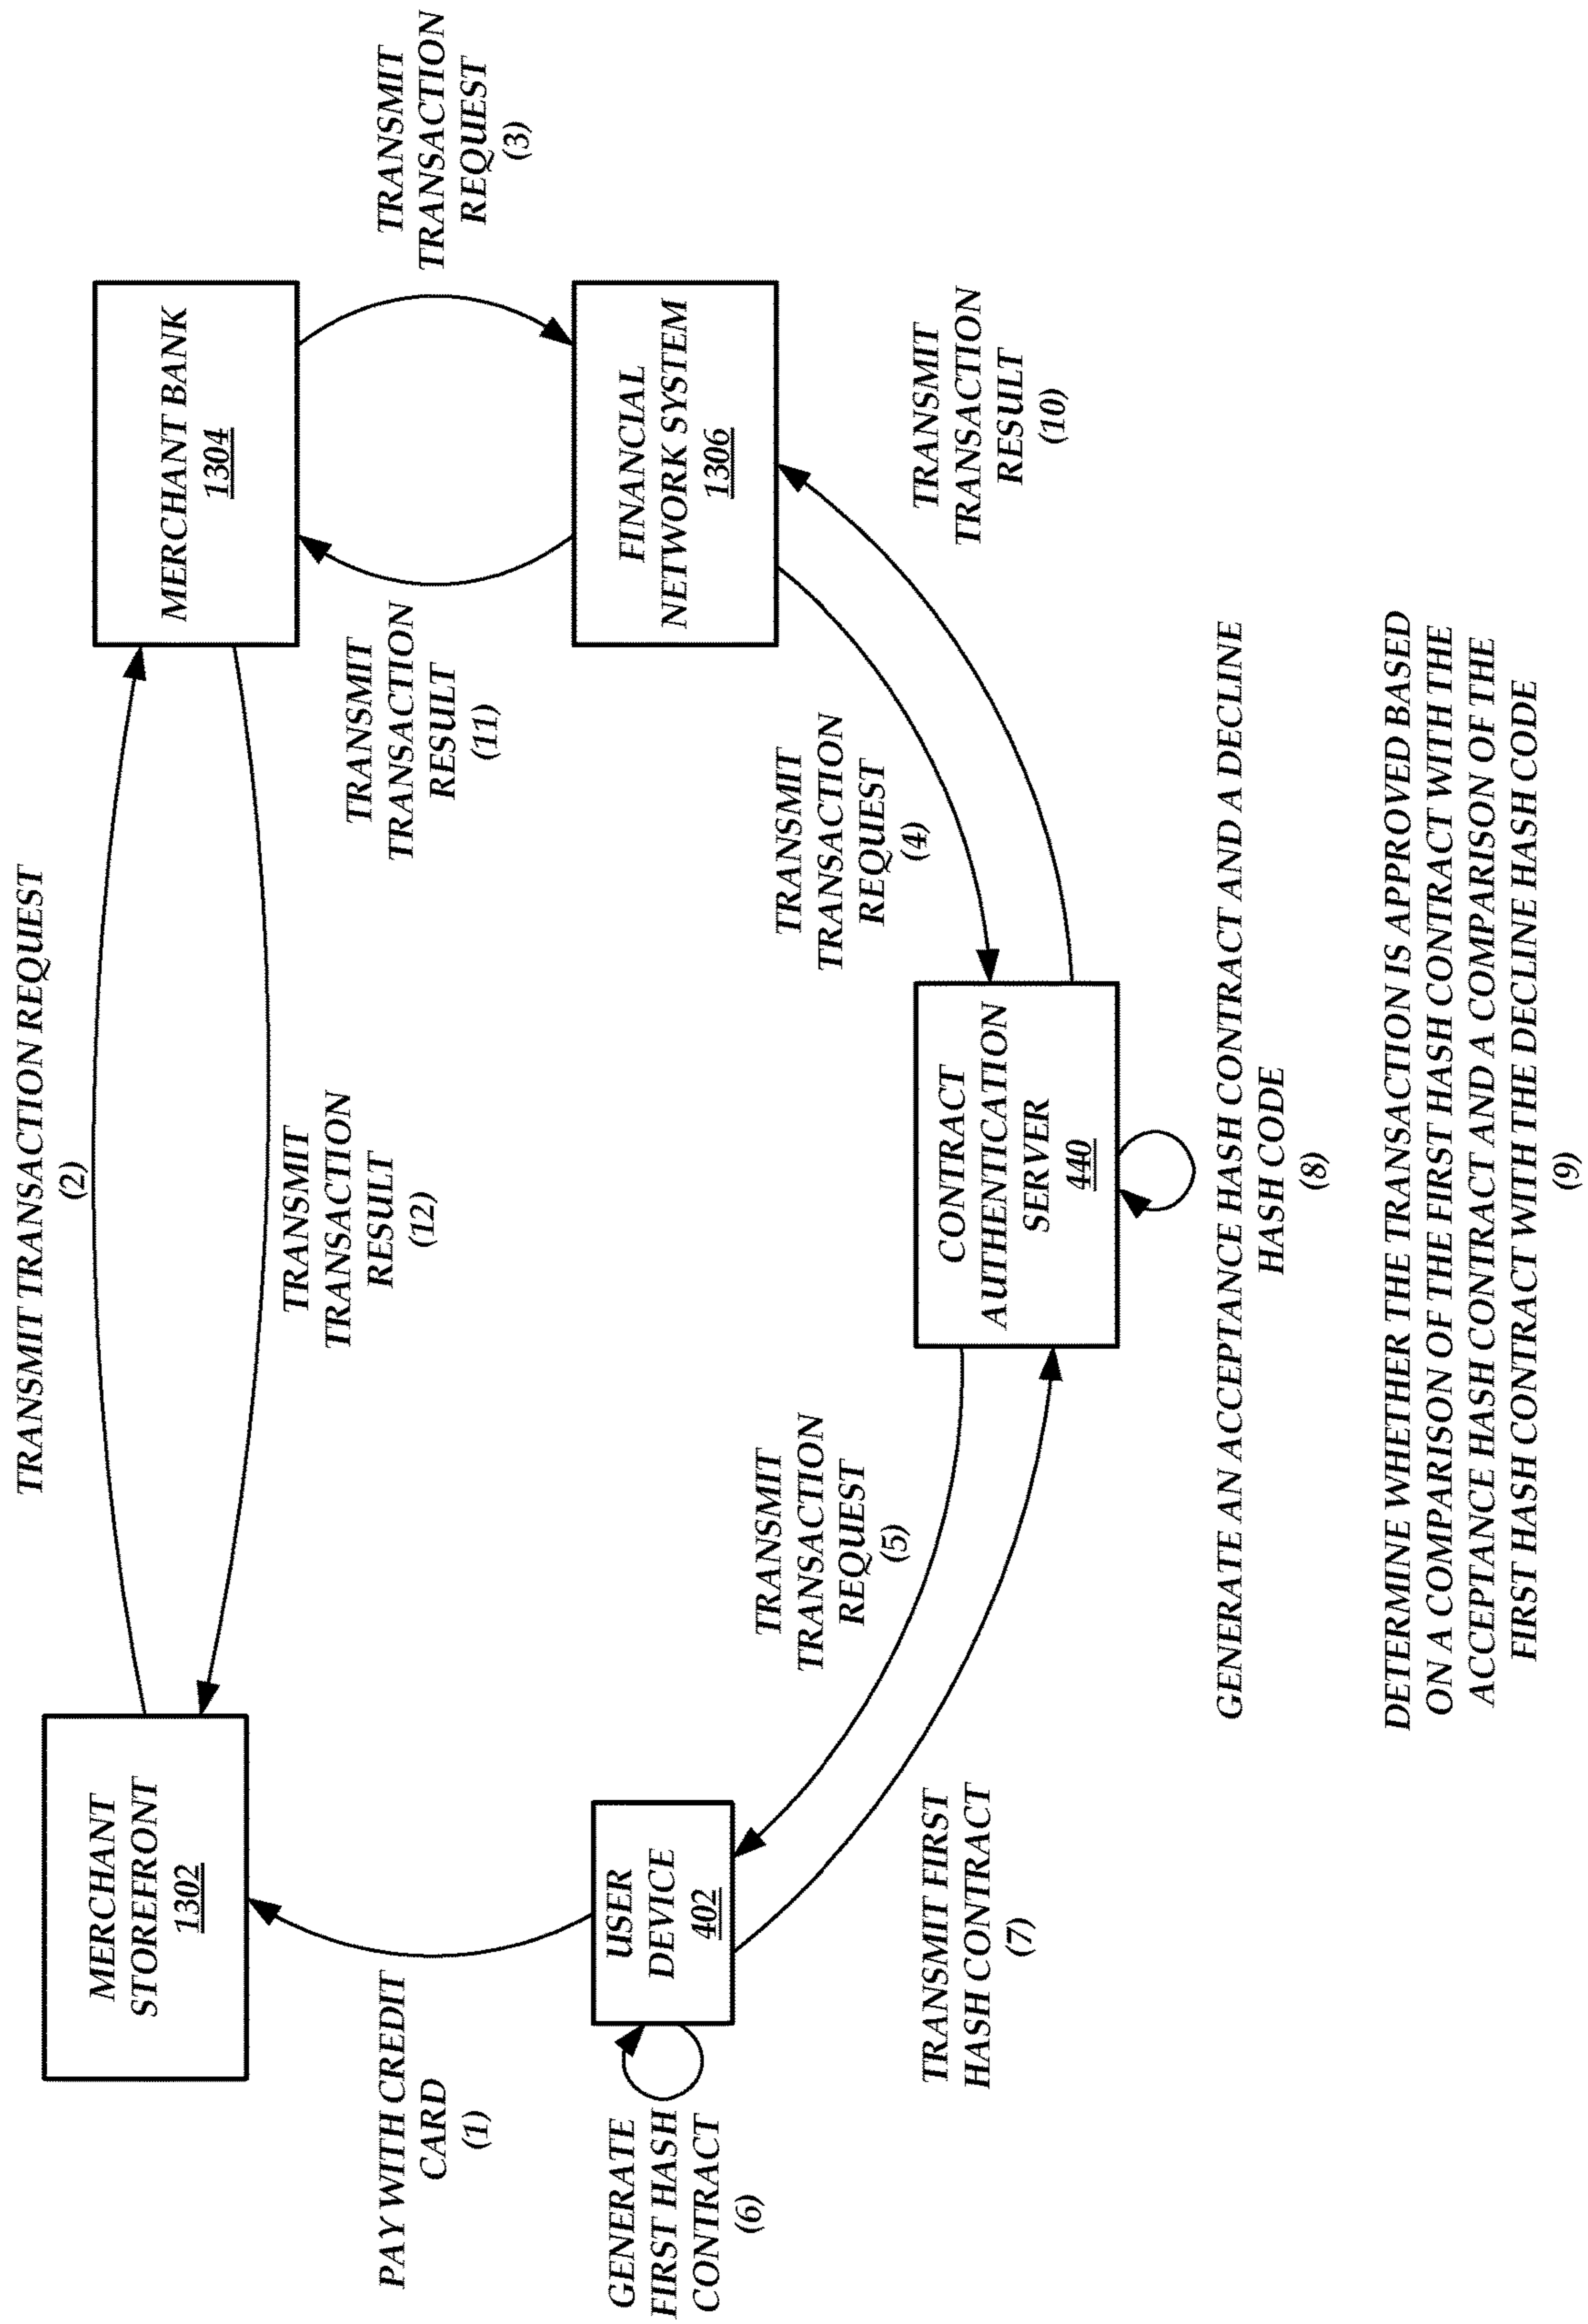 TRANSMIT TRANSACTION REQUEST
(2)
MERCHANT
STOREFRONT
1302
MERCHANT BANK
1304
TRANSMIT
TRANSACTION
RESULT
(12)
PAY WITH CREDIT
CARD
(1)
TRANSMIT
TRANSACTION
RESULT
(11)
TRANSMIT
TRANSACTION
REQUEST
(3)
GENERATE
FIRST HASH
CONTRACT
(6)
USER
DEVICE
402
FINANCIAL
NETWORK SYSTEM
1306
TRANSMIT
TRANSACTION
REQUEST
(5)
TRANSMIT
TRANSACTION
REQUEST
(4)
TRANSMIT FIRST
HASH CONTRACT
(7)
CONTRACT
AUTHENTICATION
SERVER
440
TRANSMIT
TRANSACTION
RESULT
(10)
GENERATE AN ACCEPTANCE HASH CONTRACT AND A DECLINE
HASH CODE
(8)
DETERMINE WHETHER THE TRANSACTION IS APPROVED BASED
ON A COMPARISON OF THE FIRST HASH CONTRACT WITH THE
ACCEPTANCE HASH CONTRACT AND A COMPARISON OF THE
FIRST HASH CONTRACT WITH THE DECLINE HASH CODE
(9)